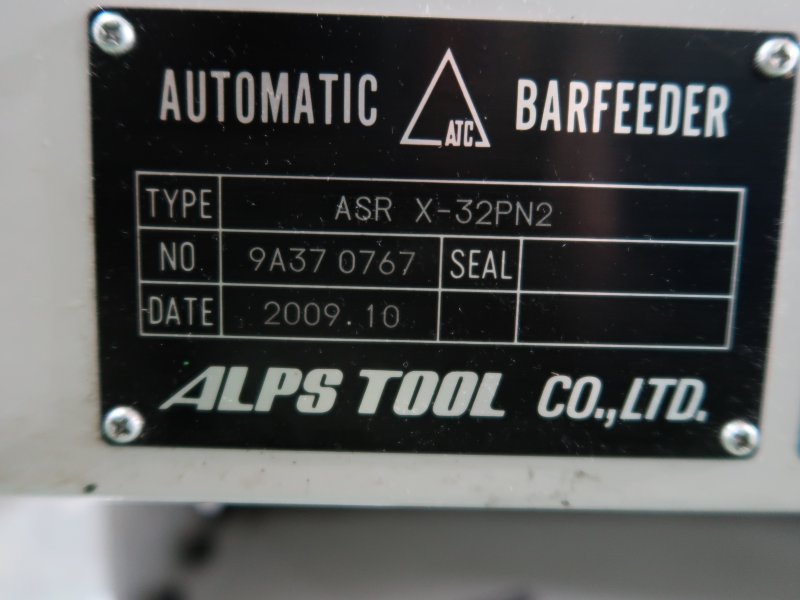 AUTOMATIC ATC BARFEEDER
TYPE ASR X-32PN2
NO 9A37 0767 SEAL
DATE 2009.10
ALPS TOOL CO.,LTD.